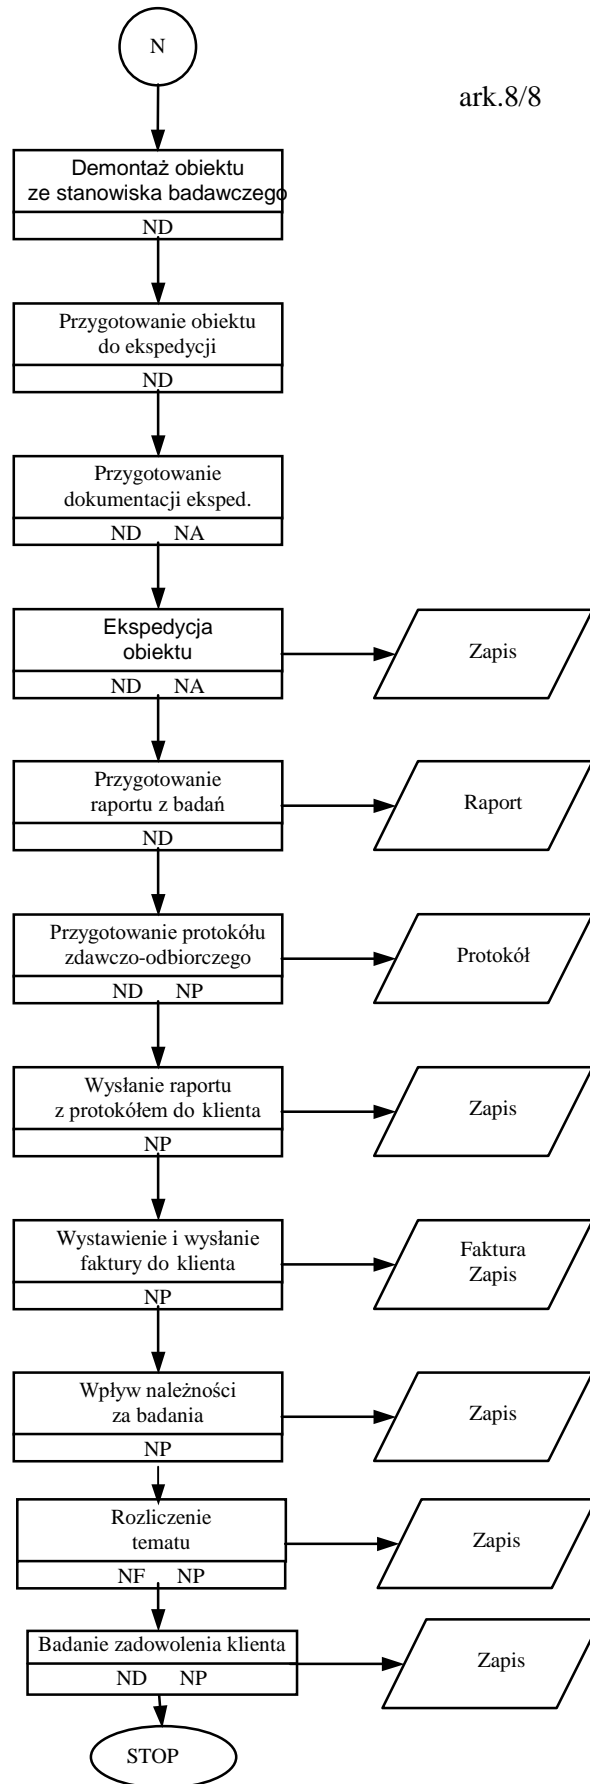 N
ark.8/8
Demontaż obiektu
ze stanowiska badawczego
ND
Przygotowanie obiektu
do ekspedycji
ND
Przygotowanie
dokumentacji eksped.
ND NA
Ekspedycja
obiektu
ND NA
Zapis
Przygotowanie
raportu z badań
ND
Raport
Przygotowanie protokółu
zdawczo-odbiorczego
ND NP
Protokół
Wysłanie raportu
z protokółem do klienta
NP
Zapis
Wystawienie i wysłanie
faktury do klienta
NP
Faktura
Zapis
Wpływ należności
za badania
NP
Zapis
Rozliczenie
tematu
NF NP
Zapis
Badanie zadowolenia klienta
ND NP
Zapis
STOP